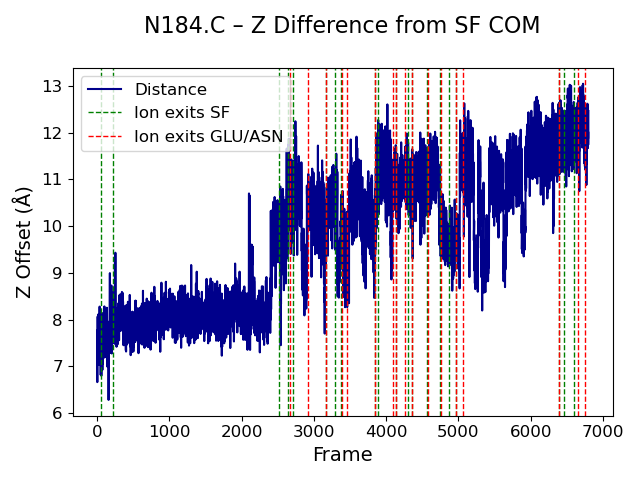 N184.C – Z Difference from SF COM
Distance
Ion exits SF
Ion exits GLU/ASN
13
12
11
10
9
8
7
6
Z Offset (Å)
0
1000
2000
3000
4000
5000
6000
7000
Frame